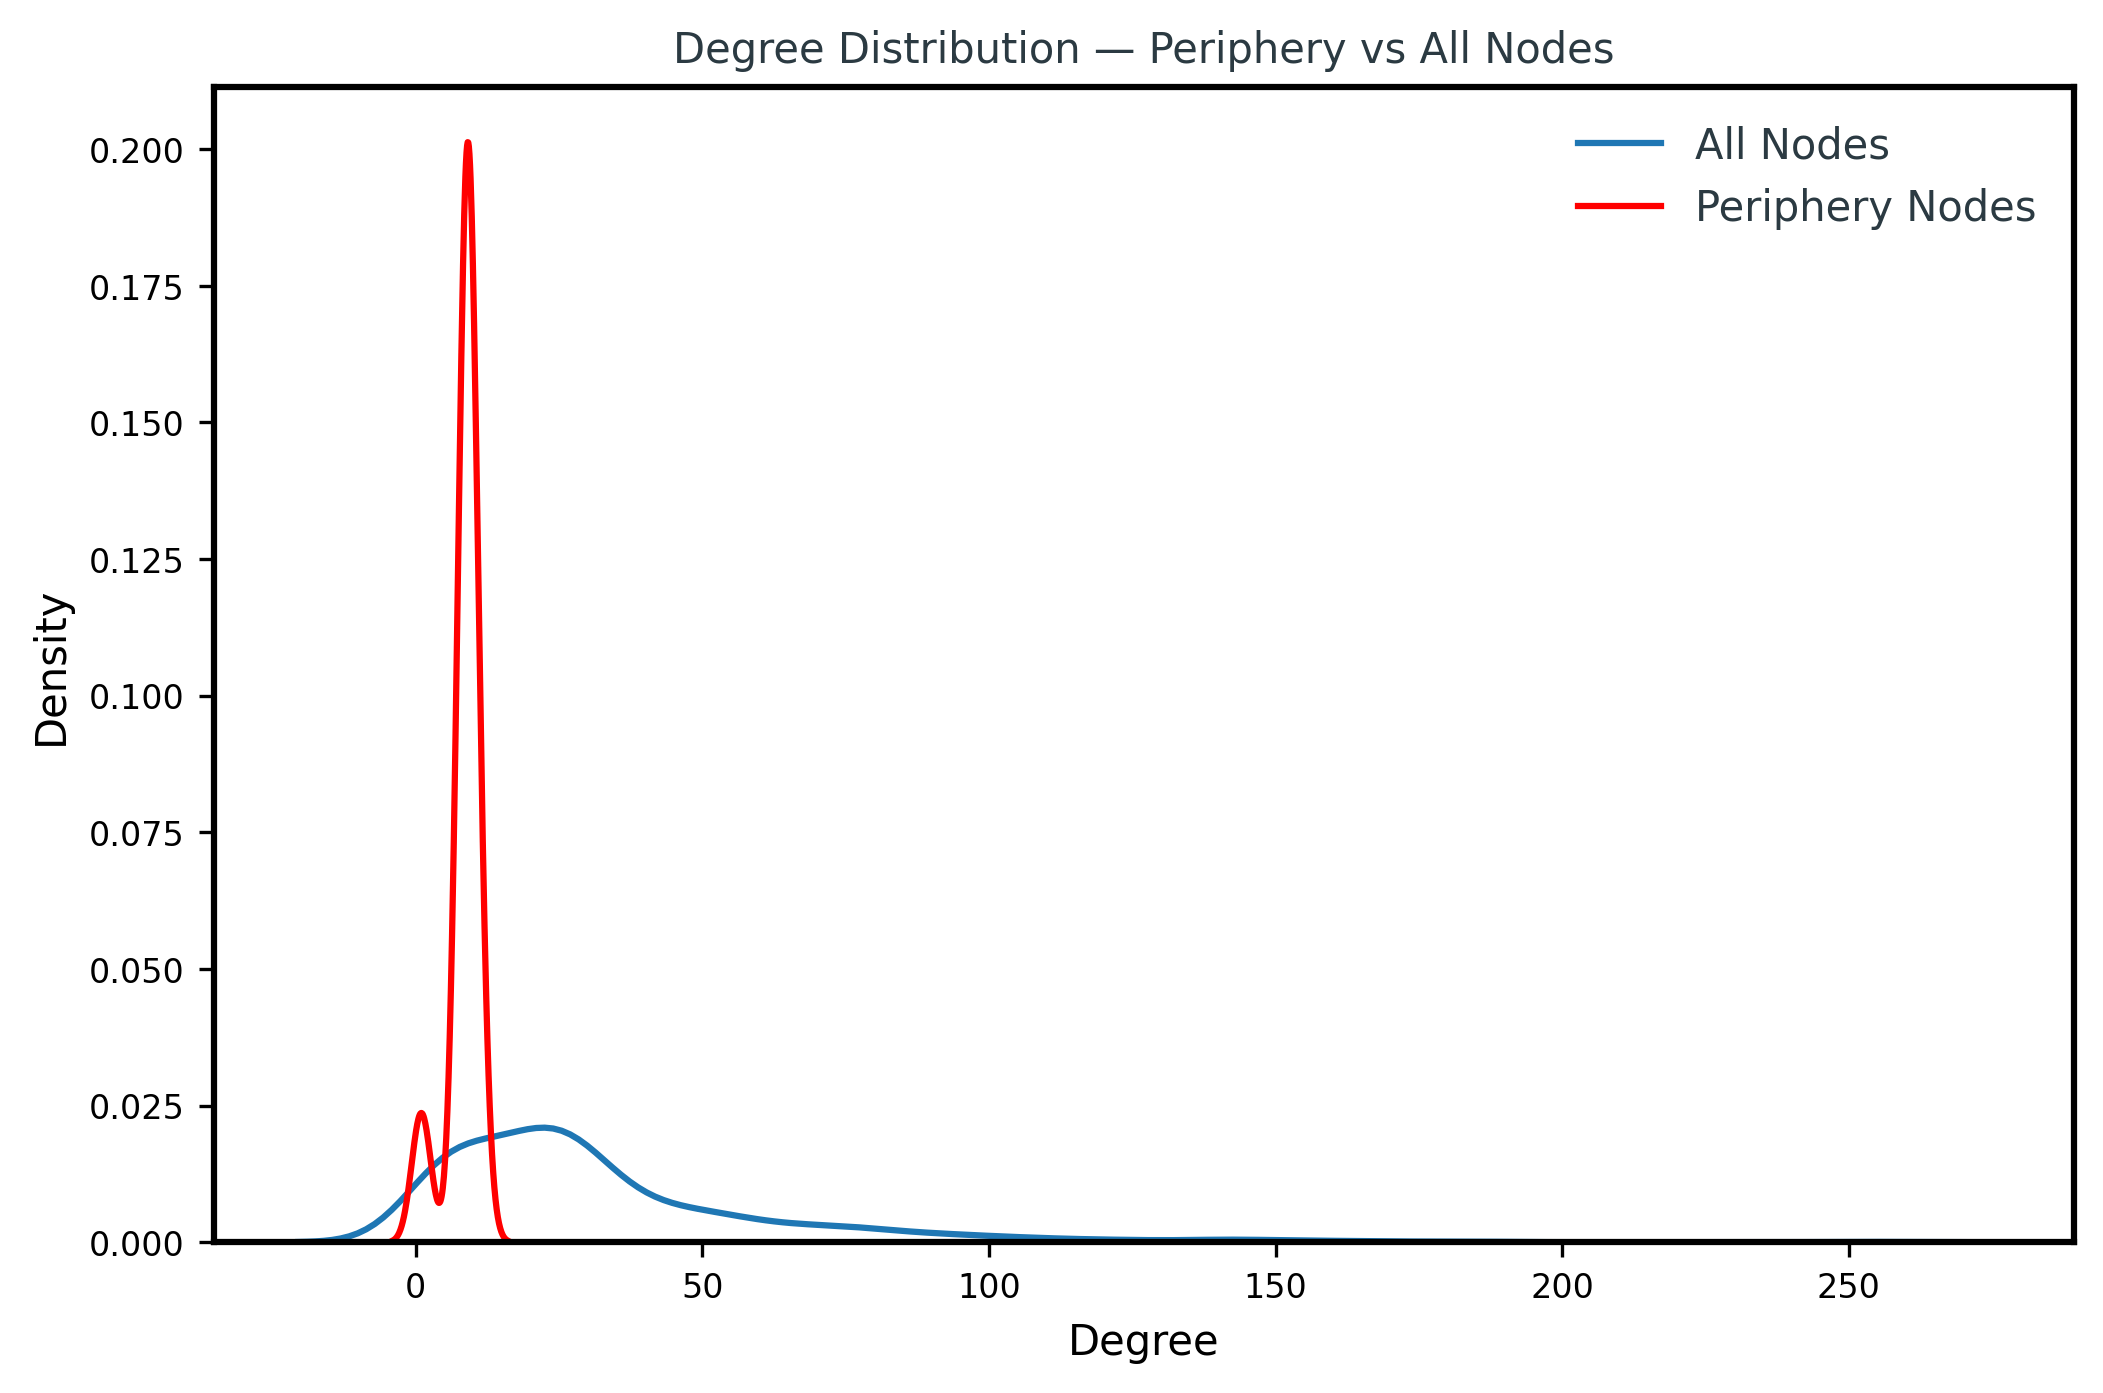 Degree Distribution — Periphery vs All Nodes
All Nodes
Periphery Nodes
0.200
0.175
0.150
0.125
0.100
0.075
0.050
0.025
0.000
Density
0 50 100 150 200 250
Degree